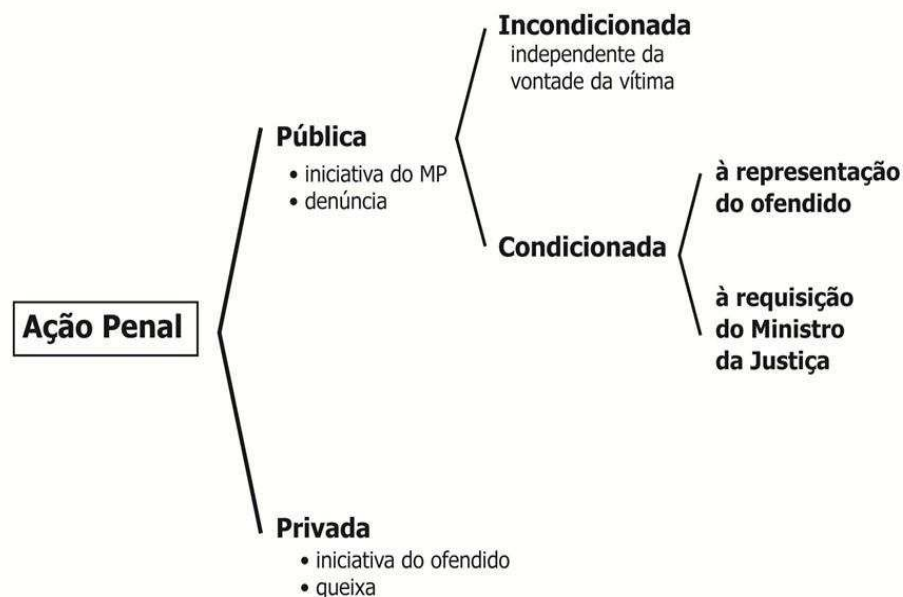 Ação Penal
Pública
• iniciativa do MP
• denúncia
Incondicionada
independente da
vontade da vítima
Condicionada
à representação
do ofendido
à requisição
do Ministro
da Justiça
Privada
• iniciativa do ofendido
• queixa